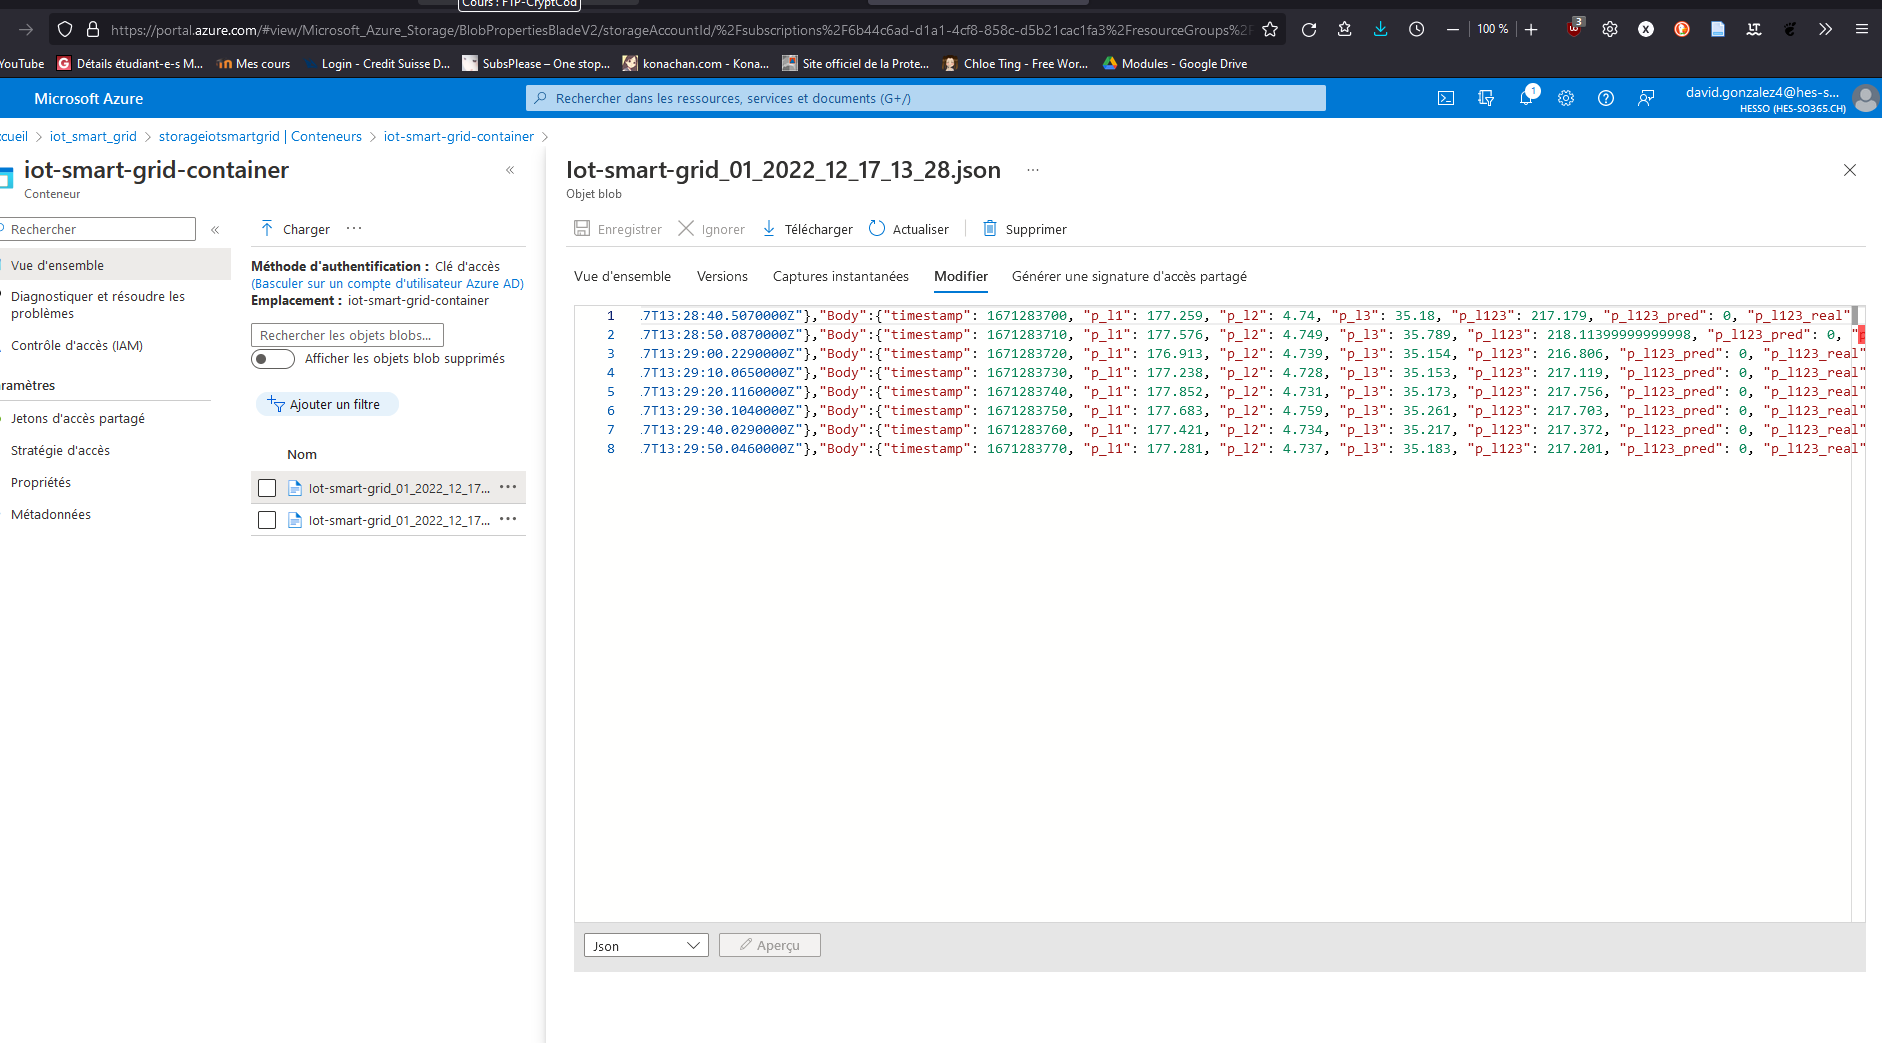 Cours : FTP-CryptCod
https://portal.azure.com/#view/Microsoft_Azure_Storage/BlobPropertiesBladeV2/storageAccountId/%2Fsubscriptions%2F6b44c6ad-d1a1-4cf8-858c-d5b21cac1fa3%2FresourceGroups%2F
100 %
3
YouTube
Détails étudiant-e-s M...
Mes cours
Login - Credit Suisse D...
SubsPlease – One stop...
konachan.com - Kona...
Site officiel de la Prote...
Chloe Ting - Free Wor...
Modules - Google Drive
Microsoft Azure
Rechercher dans les ressources, services et documents (G+/)
1
david.gonzalez4@hes-s...
HESSO (HES-SO365.CH)
cueil > iot_smart_grid > storageiotsmartgrid | Conteneurs > iot-smart-grid-container >
iot-smart-grid-container
Conteneur
Rechercher
Vue d'ensemble
Diagnostiquer et résoudre les
problèmes
Contrôle d'accès (IAM)
aramètres
Jetons d'accès partagé
Stratégie d'accès
Propriétés
Métadonnées
Charger
Méthode d'authentification : Clé d'accès
(Basculer sur un compte d'utilisateur Azure AD)
Emplacement : iot-smart-grid-container
Rechercher les objets blobs...
Afficher les objets blob supprimés
Ajouter un filtre
Nom
Iot-smart-grid_01_2022_12_17...
Iot-smart-grid_01_2022_12_17...
Iot-smart-grid_01_2022_12_17_13_28.json
Objet blob
Enregistrer Ignorer Télécharger Actualiser Supprimer
Vue d'ensemble Versions Captures instantanées Modifier Générer une signature d'accès partagé
1 17T13:28:40.5070000Z"},"Body":{"timestamp": 1671283700, "p_l1": 177.259, "p_l2": 4.74, "p_l3": 35.18, "p_l123": 217.179, "p_l123_pred": 0, "p_l123_real"
2 17T13:28:50.0870000Z"},"Body":{"timestamp": 1671283710, "p_l1": 177.576, "p_l2": 4.749, "p_l3": 35.789, "p_l123": 218.11399999999998, "p_l123_pred": 0, "p
3 17T13:29:00.2290000Z"},"Body":{"timestamp": 1671283720, "p_l1": 176.913, "p_l2": 4.739, "p_l3": 35.154, "p_l123": 216.806, "p_l123_pred": 0, "p_l123_real"
4 17T13:29:10.0650000Z"},"Body":{"timestamp": 1671283730, "p_l1": 177.238, "p_l2": 4.728, "p_l3": 35.153, "p_l123": 217.119, "p_l123_pred": 0, "p_l123_real"
5 17T13:29:20.1160000Z"},"Body":{"timestamp": 1671283740, "p_l1": 177.852, "p_l2": 4.731, "p_l3": 35.173, "p_l123": 217.756, "p_l123_pred": 0, "p_l123_real"
6 17T13:29:30.1040000Z"},"Body":{"timestamp": 1671283750, "p_l1": 177.683, "p_l2": 4.759, "p_l3": 35.261, "p_l123": 217.703, "p_l123_pred": 0, "p_l123_real"
7 17T13:29:40.0290000Z"},"Body":{"timestamp": 1671283760, "p_l1": 177.421, "p_l2": 4.734, "p_l3": 35.217, "p_l123": 217.372, "p_l123_pred": 0, "p_l123_real"
8 17T13:29:50.0460000Z"},"Body":{"timestamp": 1671283770, "p_l1": 177.281, "p_l2": 4.737, "p_l3": 35.183, "p_l123": 217.201, "p_l123_pred": 0, "p_l123_real"
Json
Aperçu